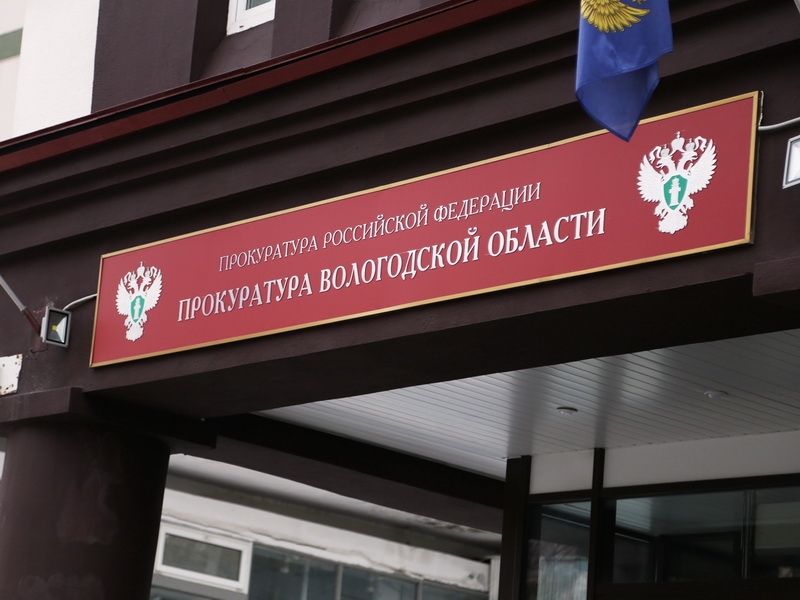 ПРОКУРАТУРА РОССИЙСКОЙ ФЕДЕРАЦИИ
ПРОКУРАТУРА ВОЛОГОДСКОЙ ОБЛАСТИ